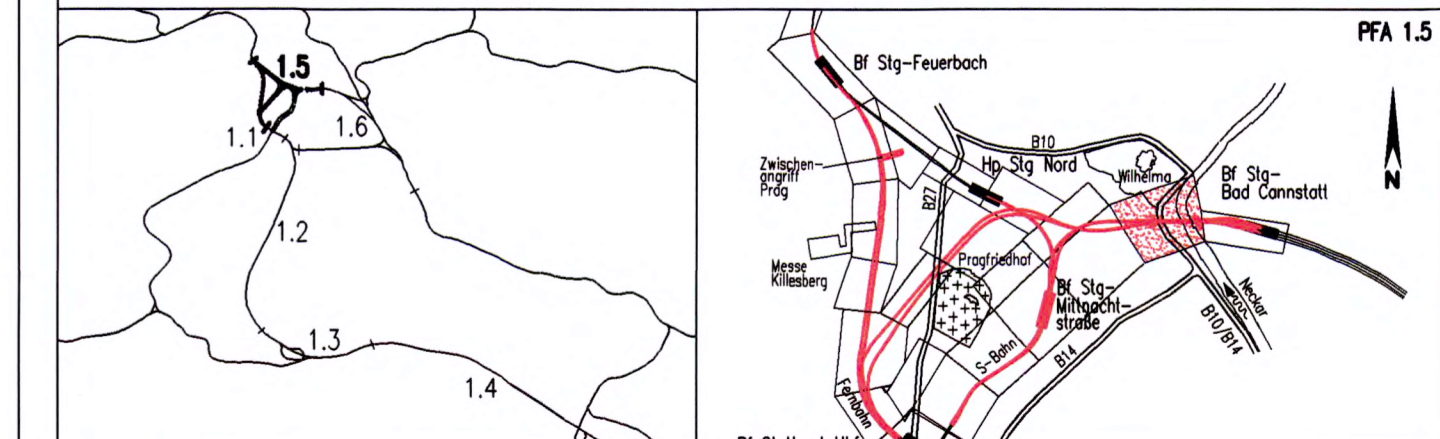 1.5
1.1
1.6
1.2
1.3
1.4
PFA 1.5
Bf Stg-Feuerbach
N
B10
Hp Stg Nord
Wilhelma
Zwischen-
angriff
Prag
B27
Bf Stg-
Bad Cannstatt
Messe
Killesberg
Pragfriedhof
Bf Stg-
Mittnacht-
straße
Neckar
B10/B14
S-Bahn
B14
Fernbahn